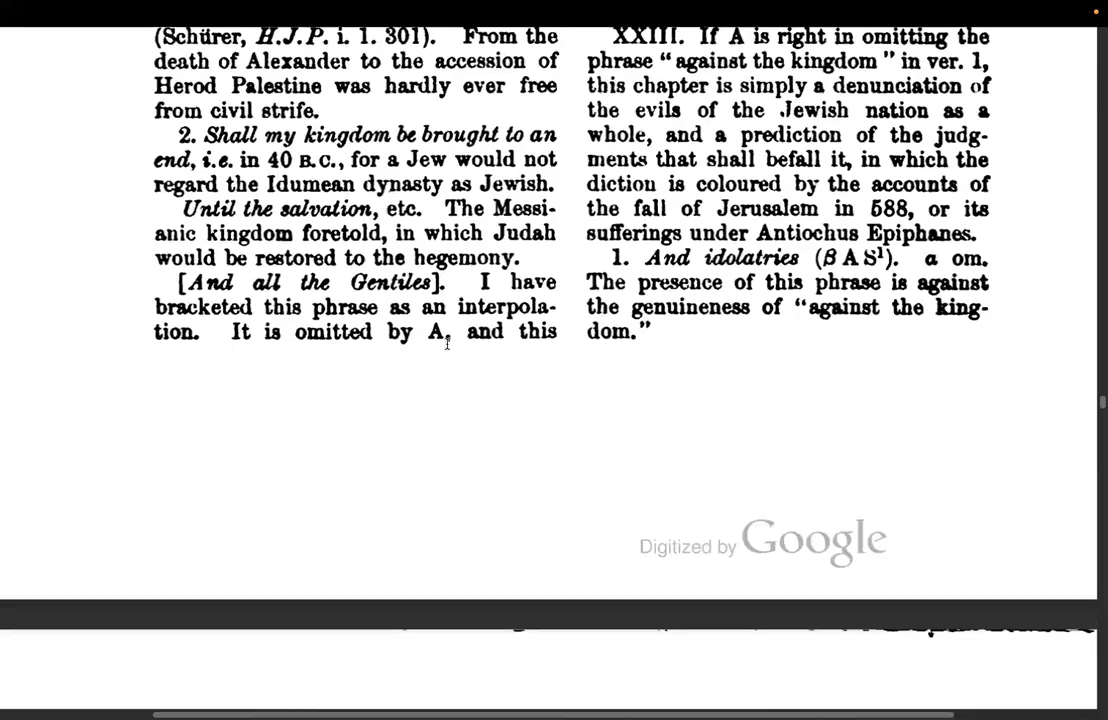 (Schürer, H.J.P. i. 1. 301). From the
death of Alexander to the accession of
Herod Palestine was hardly ever free
from civil strife.
2. Shall my kingdom be brought to an
end, i.e. in 40 B.C., for a Jew would not
regard the Idumean dynasty as Jewish.
Until the salvation, etc. The Messi-
anic kingdom foretold, in which Judah
would be restored to the hegemony.
[And all the Gentiles]. I have
bracketed this phrase as an interpola-
tion. It is omitted by A, and this
XXIII. If A is right in omitting the
phrase “against the kingdom” in ver. 1,
this chapter is simply a denunciation of
the evils of the Jewish nation as a
whole, and a prediction of the judg-
ments that shall befall it, in which the
diction is coloured by the accounts of
the fall of Jerusalem in 588, or its
sufferings under Antiochus Epiphanes.
1. And idolatries (β A S¹). α om.
The presence of this phrase is against
the genuineness of “against the king-
dom.”
Digitized by Google